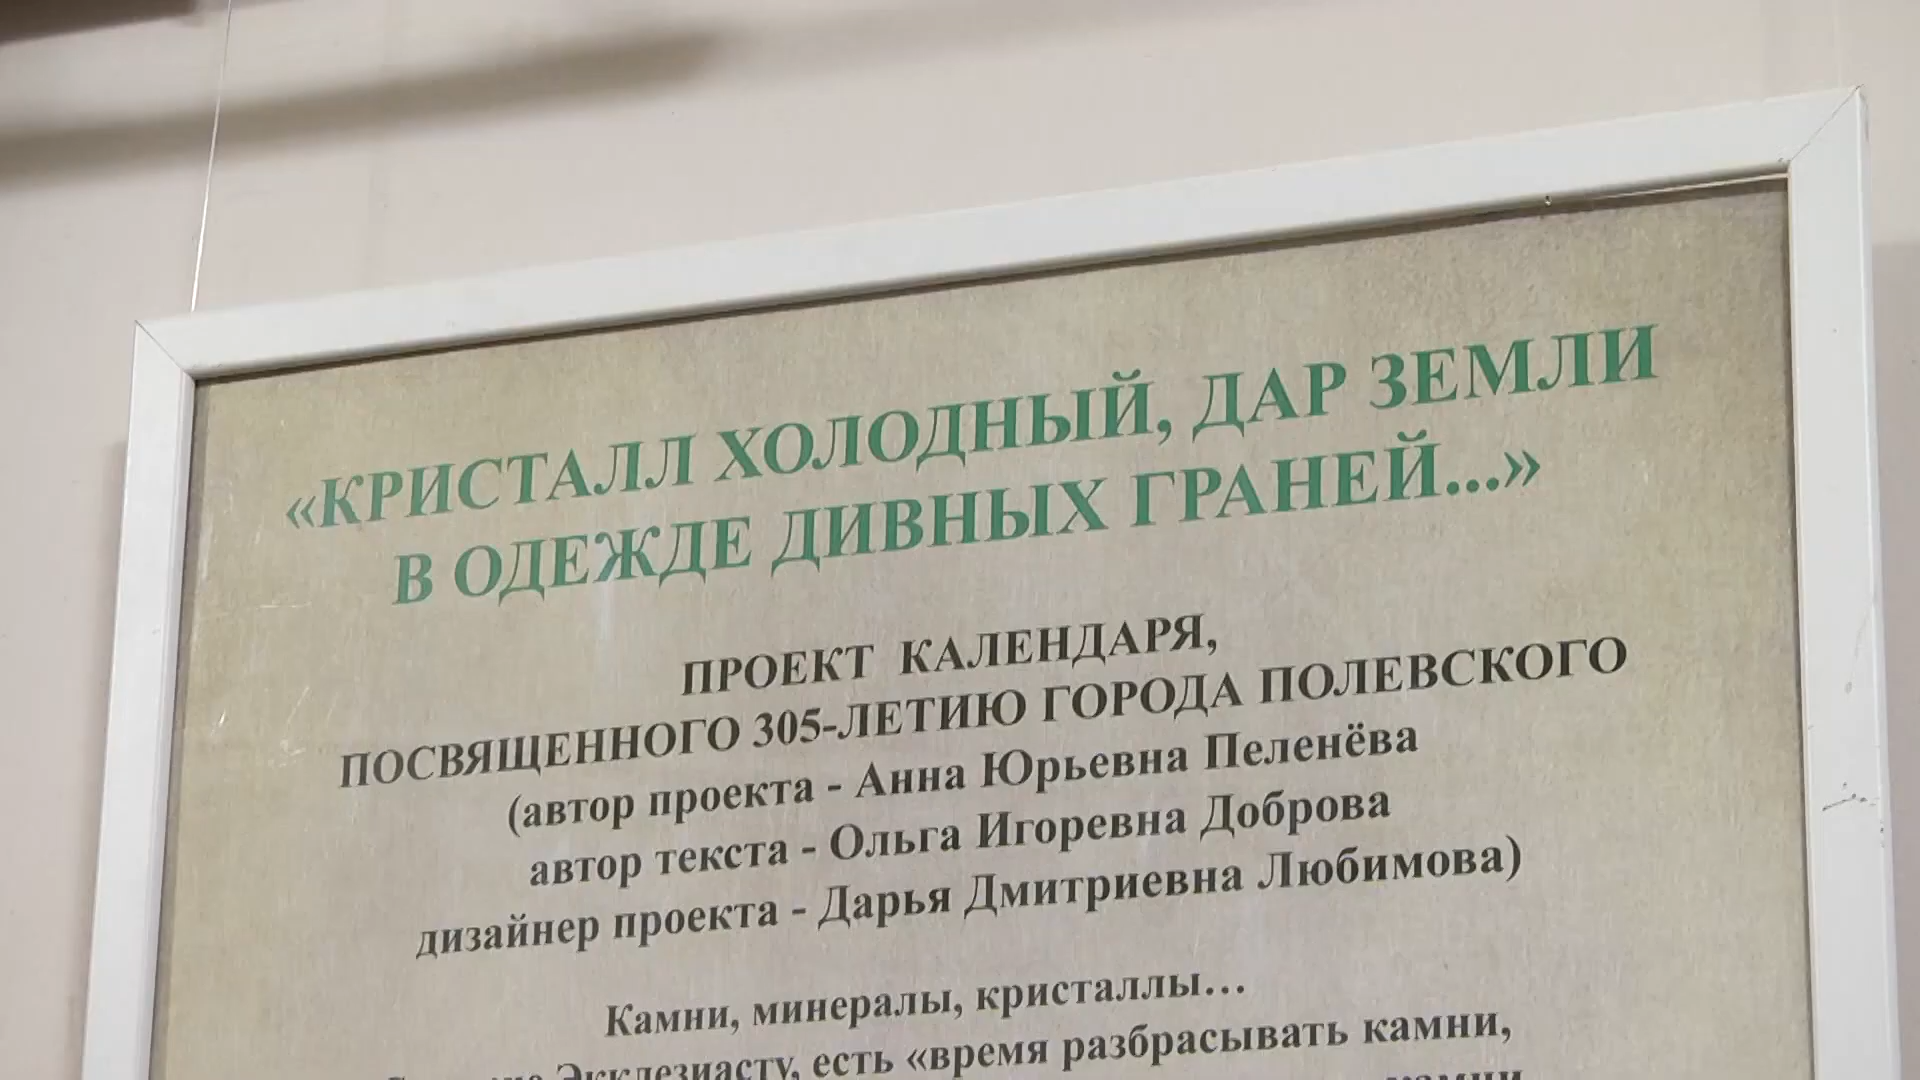 «КРИСТАЛЛ ХОЛОДНЫЙ, ДАР ЗЕМЛИ
В ОДЕЖДЕ ДИВНЫХ ГРАНЕЙ...»
ПРОЕКТ КАЛЕНДАРЯ,
ПОСВЯЩЕННОГО 305-ЛЕТИЮ ГОРОДА ПОЛЕВСКОГО
(автор проекта - Анна Юрьевна Пеленёва
автор текста - Ольга Игоревна Доброва
дизайнер проекта - Дарья Дмитриевна Любимова)
Камни, минералы, кристаллы…
Экклезиасту, есть «время разбрасывать камни,